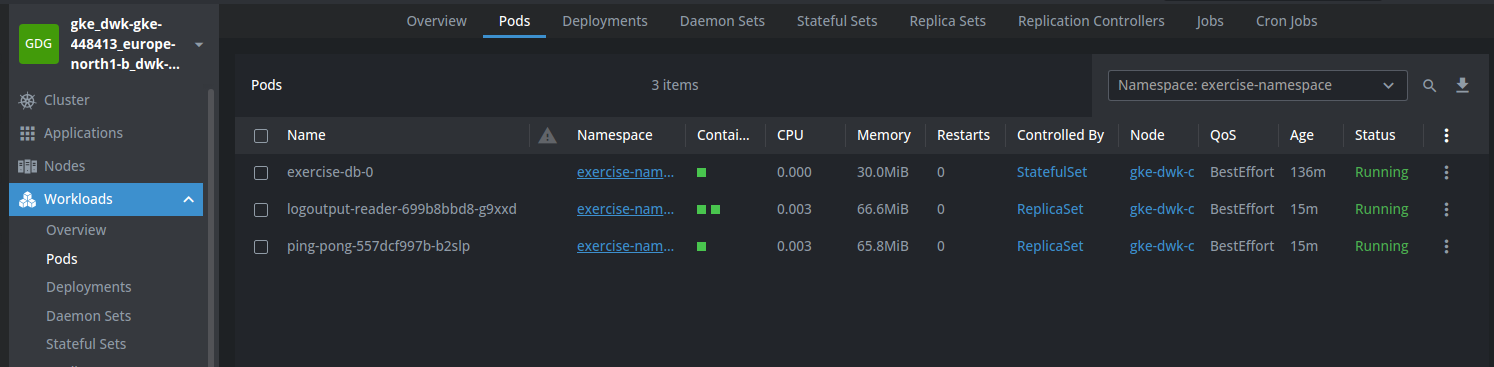 Overview Pods Deployments Daemon Sets Stateful Sets Replica Sets Replication Controllers Jobs Cron Jobs
GDG
gke_dwk-gke-
448413_europe-
north1-b_dwk-...
Cluster
Applications
Nodes
Workloads
Overview
Pods
Deployments
Daemon Sets
Stateful Sets
Pods 3 items Namespace: exercise-namespace
Name Namespace Contai... CPU Memory Restarts Controlled By Node QoS Age Status
exercise-db-0 exercise-nam... 0.000 30.0MiB 0 StatefulSet gke-dwk-c BestEffort 136m Running
logoutput-reader-699b8bbd8-g9xxd exercise-nam... 0.003 66.6MiB 0 ReplicaSet gke-dwk-c BestEffort 15m Running
ping-pong-557dcf997b-b2slp exercise-nam... 0.003 65.8MiB 0 ReplicaSet gke-dwk-c BestEffort 15m Running